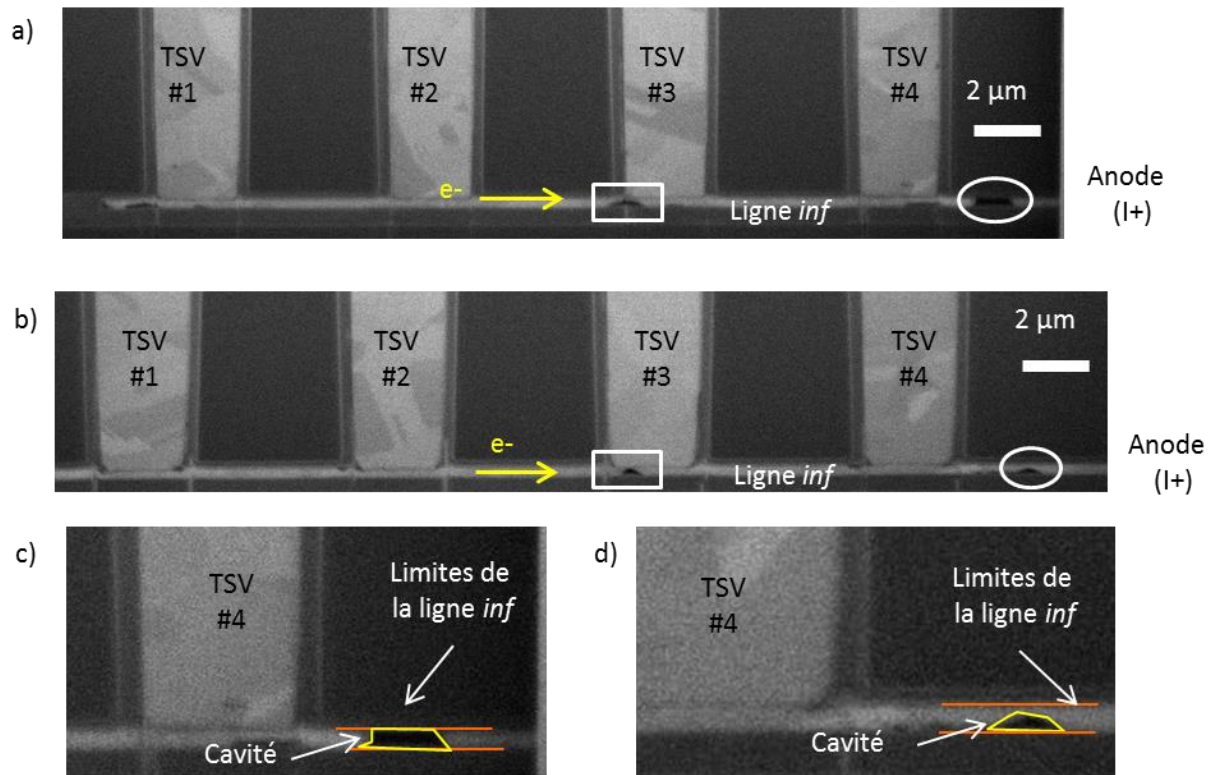 a)
TSV
#1
TSV
#2
TSV
#3
TSV
#4
2 µm
e-
Ligne inf
Anode
(I+)
b)
TSV
#1
TSV
#2
TSV
#3
TSV
#4
2 µm
e-
Ligne inf
Anode
(I+)
c)
TSV
#4
Limites de
la ligne inf
Cavité
d)
TSV
#4
Limites de
la ligne inf
Cavité